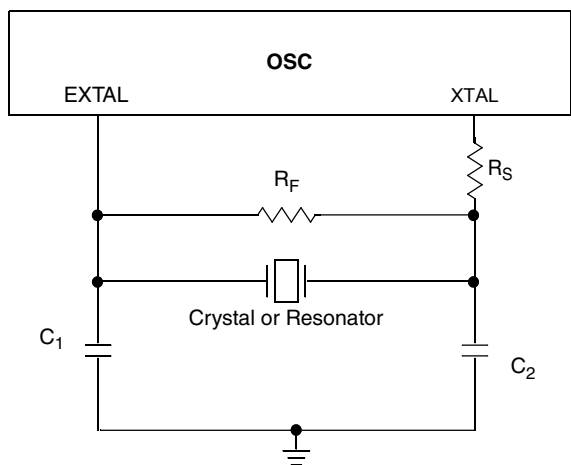 OSC
EXTAL
XTAL
R_F
R_S
Crystal or Resonator
C_1
C_2